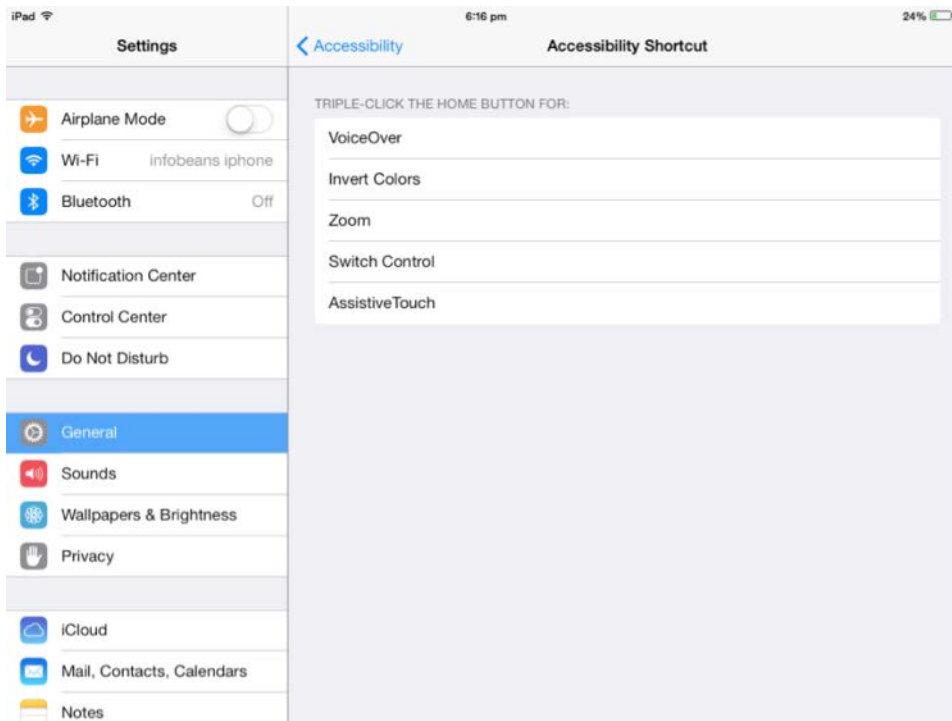 iPad 6:16 pm 24%
Settings
Accessibility Accessibility Shortcut
Airplane Mode
Wi-Fi infobeans iphone
Bluetooth Off
Notification Center
Control Center
Do Not Disturb
General
Sounds
Wallpapers & Brightness
Privacy
iCloud
Mail, Contacts, Calendars
Notes
TRIPLE-CLICK THE HOME BUTTON FOR:
VoiceOver
Invert Colors
Zoom
Switch Control
AssistiveTouch